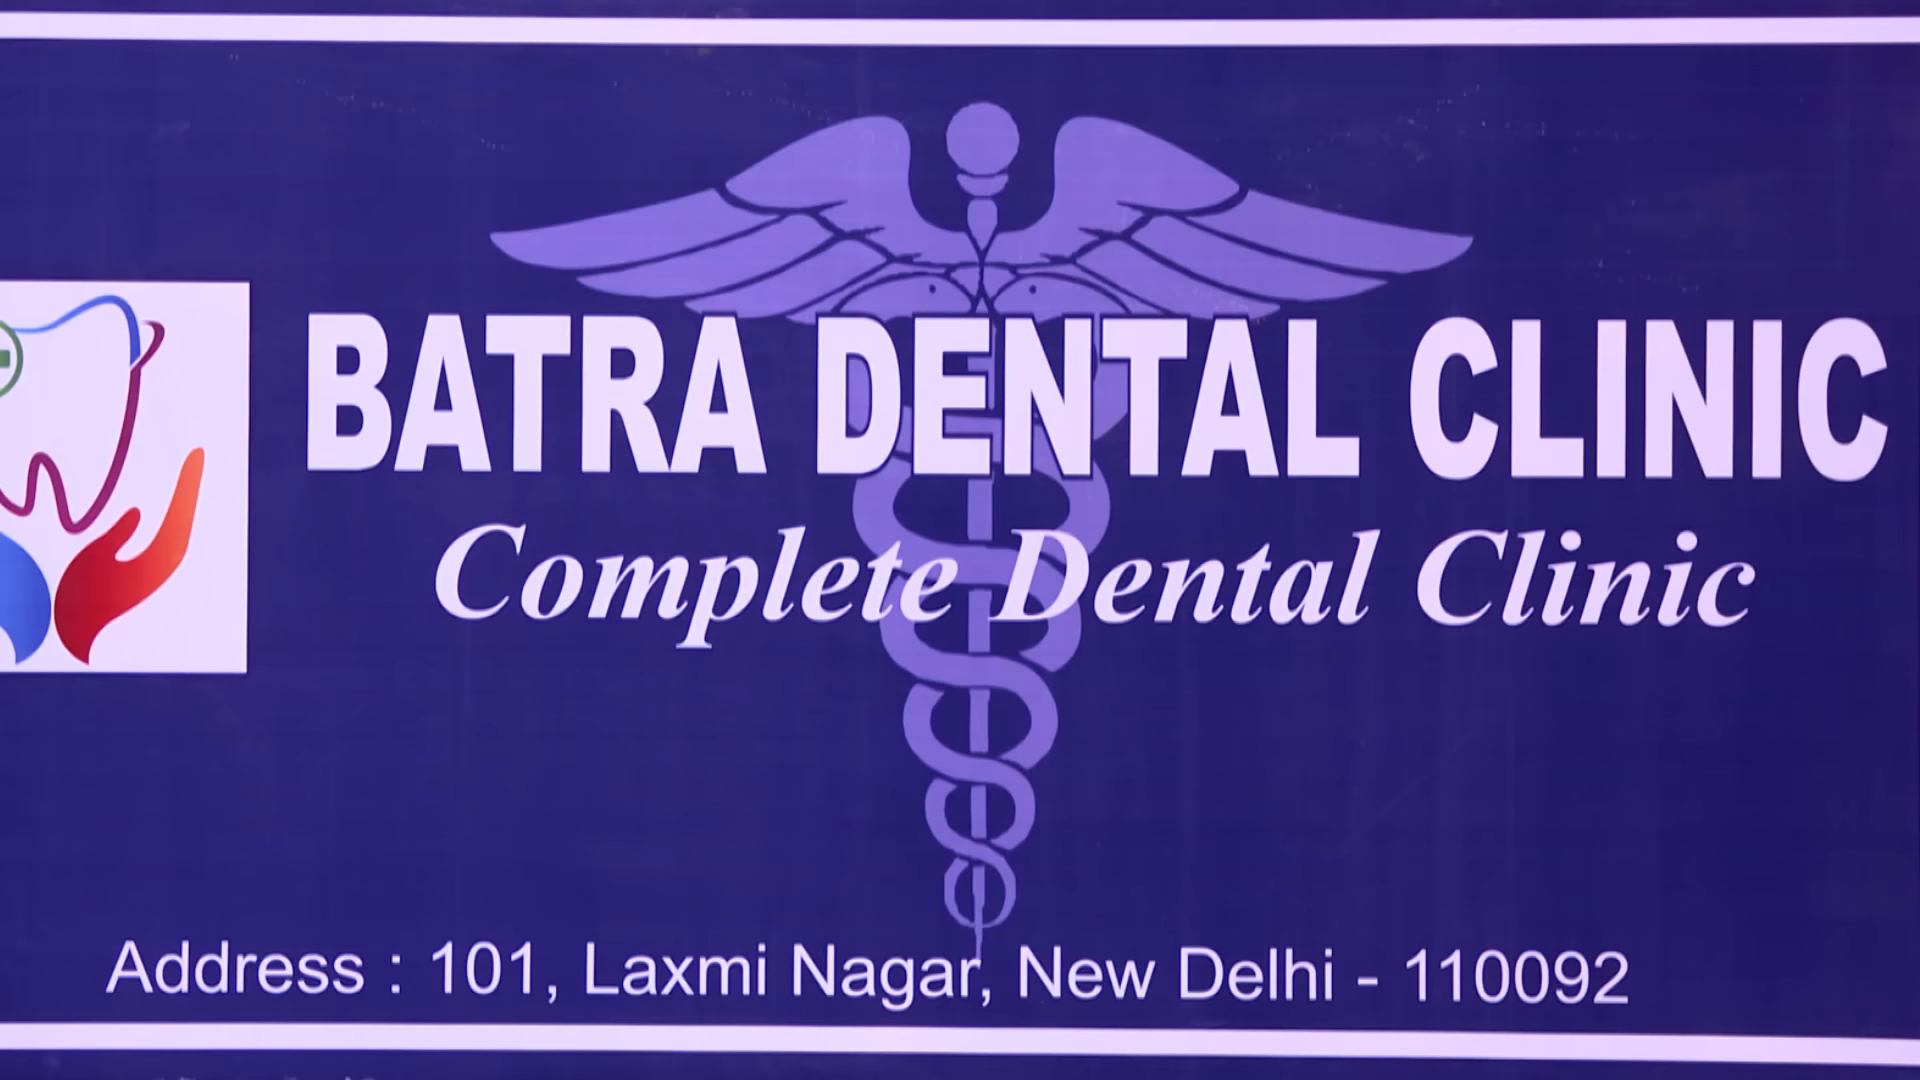 BATRA DENTAL CLINIC
Complete Dental Clinic
Address : 101, Laxmi Nagar, New Delhi - 110092